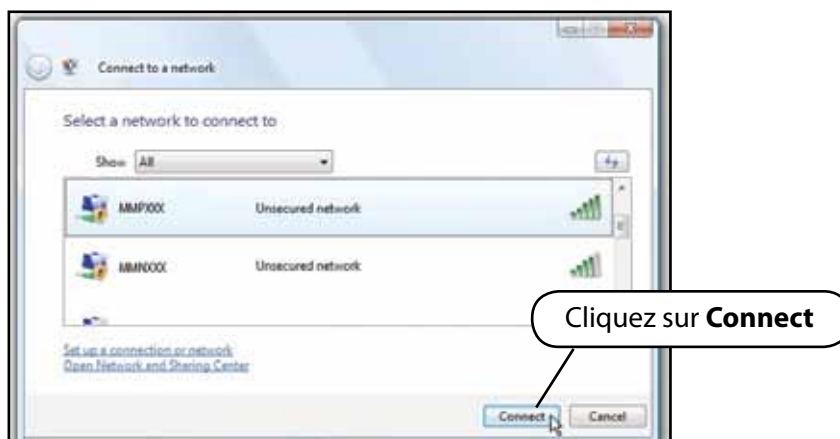 Connect to a network
Select a network to connect to
Show All
MMPXXX Unsecured network
MMNXXX Unsecured network
Cliquez sur Connect
Set up a connection or network
Open Network and Sharing Center
Connect Cancel